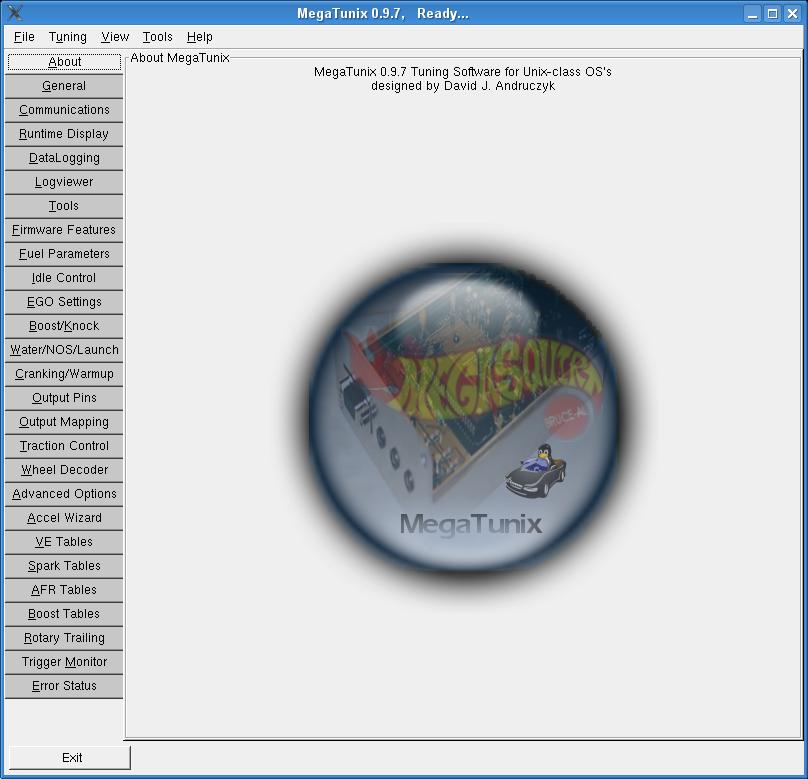 MegaTunix 0.9.7,   Ready...
File Tuning View Tools Help
About
General
Communications
Runtime Display
DataLogging
Logviewer
Tools
Firmware Features
Fuel Parameters
Idle Control
EGO Settings
Boost/Knock
Water/NOS/Launch
Cranking/Warmup
Output Pins
Output Mapping
Traction Control
Wheel Decoder
Advanced Options
Accel Wizard
VE Tables
Spark Tables
AFR Tables
Boost Tables
Rotary Trailing
Trigger Monitor
Error Status
Exit
About MegaTunix
MegaTunix 0.9.7 Tuning Software for Unix-class OS's
designed by David J. Andruczyk
MEGASQUIRT
MegaTunix